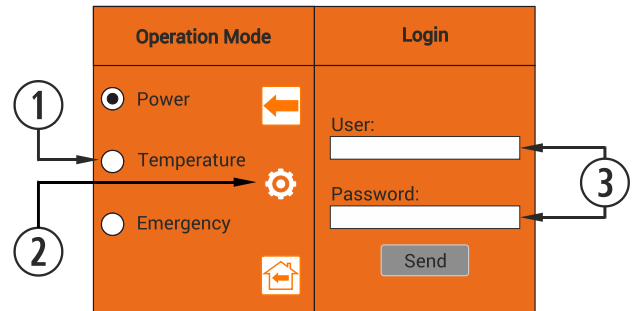 Operation Mode
Login
1
Power
User:
Temperature
3
Password:
2
Emergency
Send